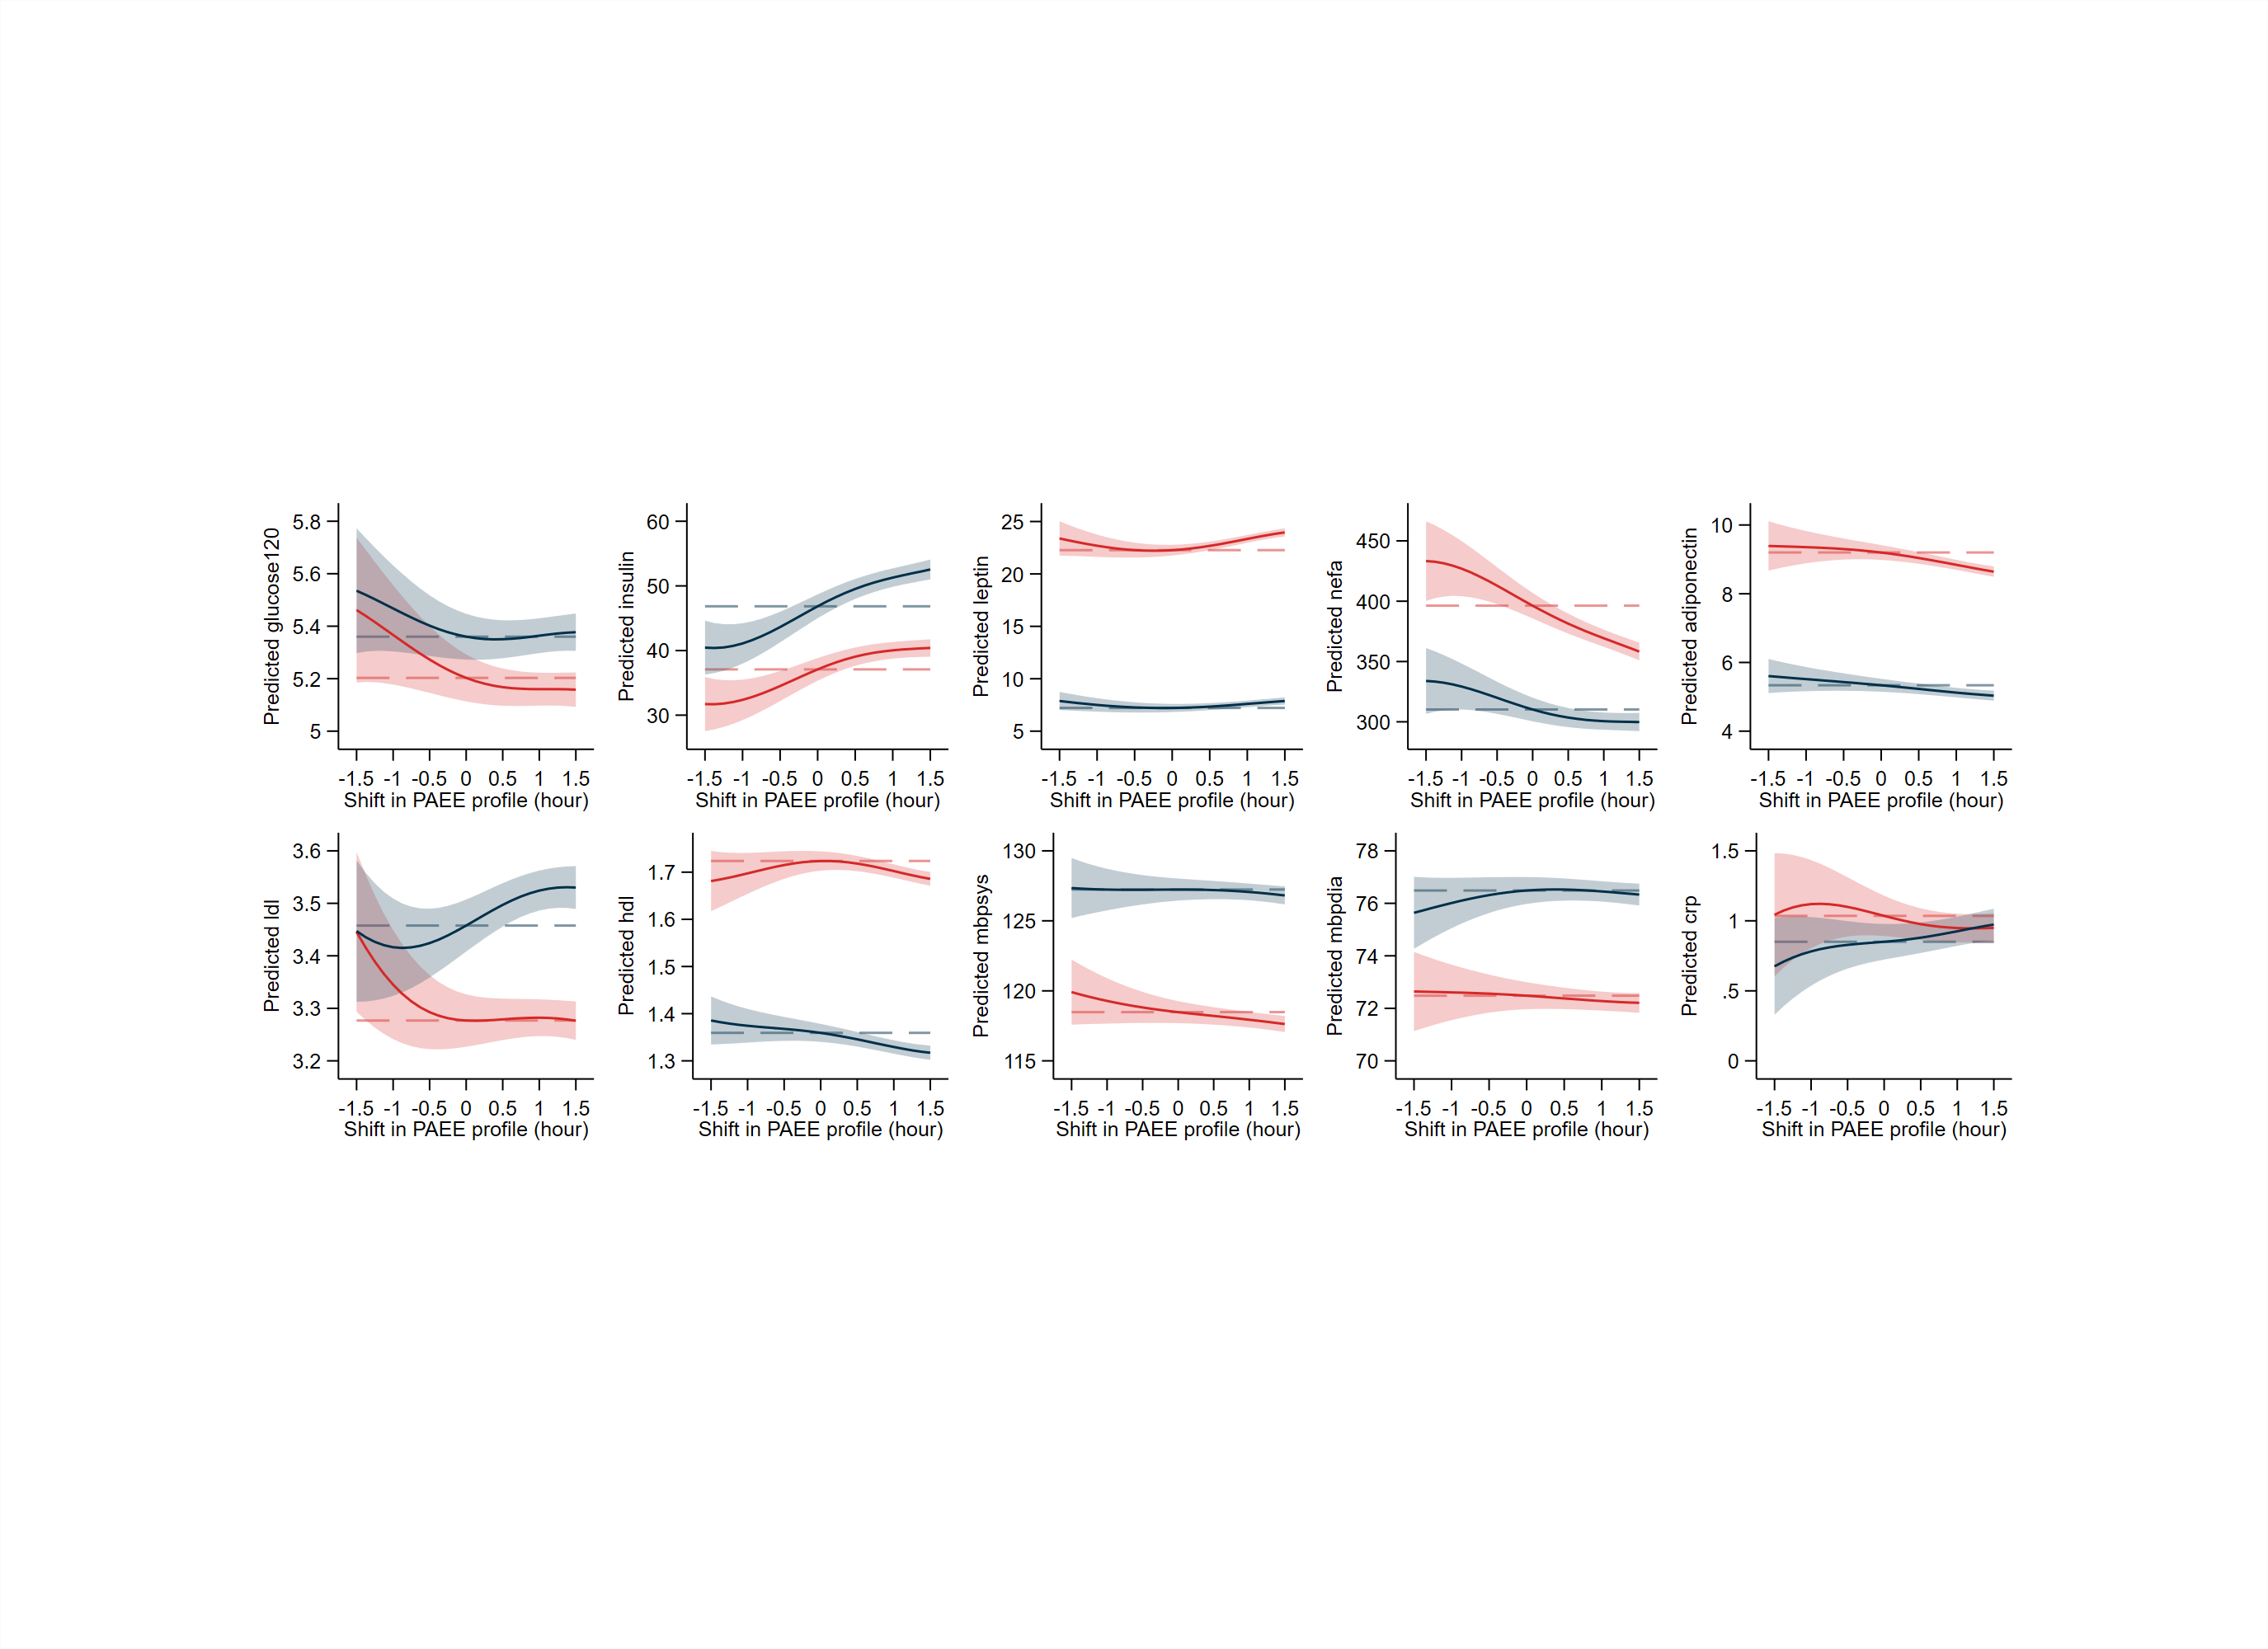 Predicted glucose120
5.8
5.6
5.4
5.2
5
-1.5 -1 -0.5 0 0.5 1 1.5
Shift in PAEE profile (hour)
Predicted insulin
60
50
40
30
-1.5 -1 -0.5 0 0.5 1 1.5
Shift in PAEE profile (hour)
Predicted leptin
25
20
15
10
5
-1.5 -1 -0.5 0 0.5 1 1.5
Shift in PAEE profile (hour)
Predicted nefa
450
400
350
300
-1.5 -1 -0.5 0 0.5 1 1.5
Shift in PAEE profile (hour)
Predicted adiponectin
10
8
6
4
-1.5 -1 -0.5 0 0.5 1 1.5
Shift in PAEE profile (hour)
Predicted ldl
3.6
3.5
3.4
3.3
3.2
-1.5 -1 -0.5 0 0.5 1 1.5
Shift in PAEE profile (hour)
Predicted hdl
1.7
1.6
1.5
1.4
1.3
-1.5 -1 -0.5 0 0.5 1 1.5
Shift in PAEE profile (hour)
Predicted mbpsys
130
125
120
115
-1.5 -1 -0.5 0 0.5 1 1.5
Shift in PAEE profile (hour)
Predicted mbpdia
78
76
74
72
70
-1.5 -1 -0.5 0 0.5 1 1.5
Shift in PAEE profile (hour)
Predicted crp
1.5
1
.5
0
-1.5 -1 -0.5 0 0.5 1 1.5
Shift in PAEE profile (hour)